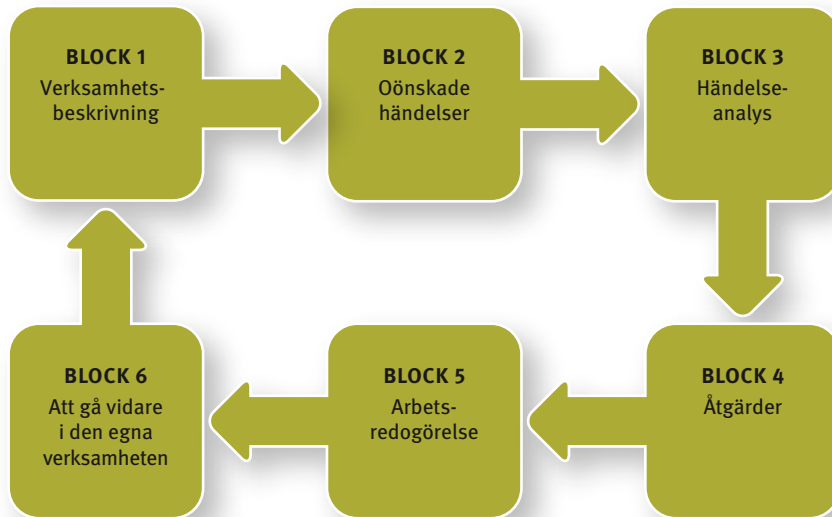 BLOCK 1
Verksamhets-
beskrivning
BLOCK 2
Oönskade
händelser
BLOCK 3
Händelse-
analys
BLOCK 4
Åtgärder
BLOCK 5
Arbets-
redogörelse
BLOCK 6
Att gå vidare
i den egna
verksamheten